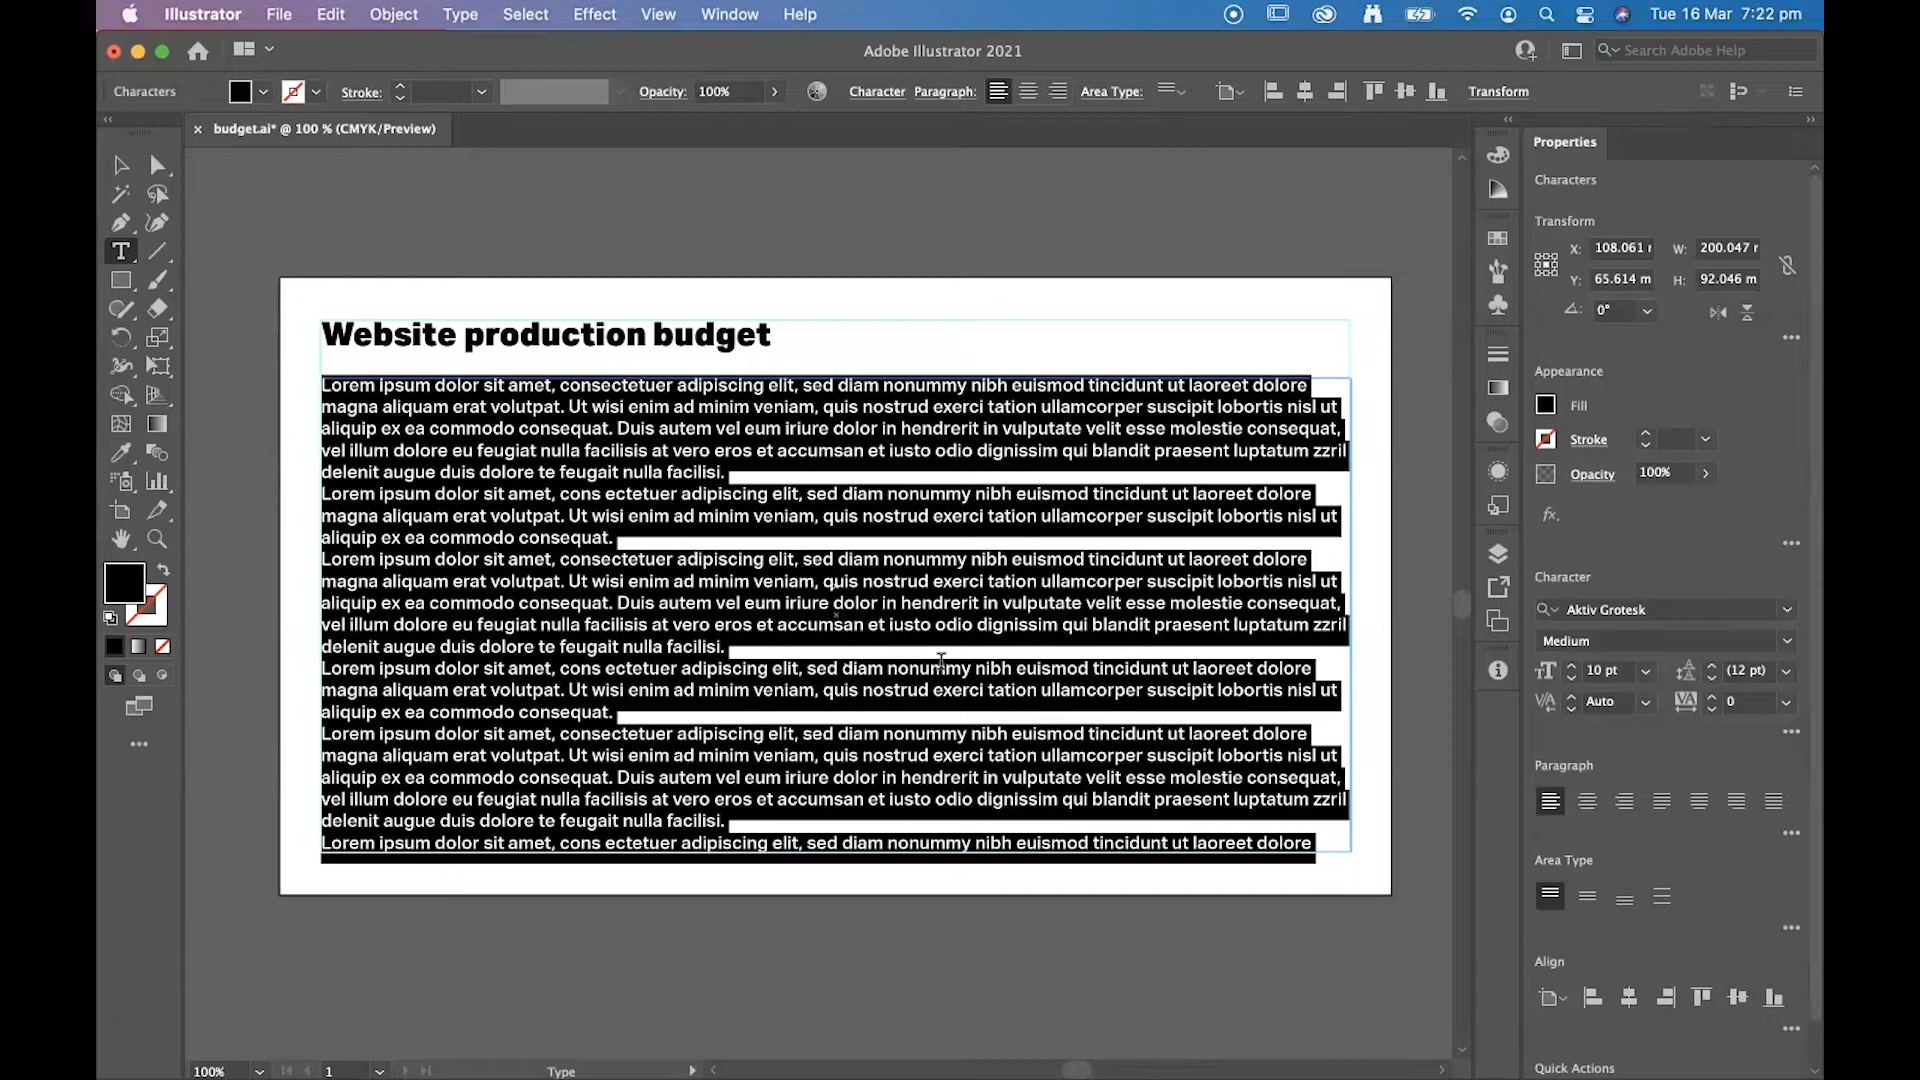 Illustrator File Edit Object Type Select Effect View Window Help
Tue 16 Mar 7:22 pm
Adobe Illustrator 2021
Search Adobe Help
Characters
Stroke:
Opacity: 100%
Character Paragraph:
Area Type:
Transform
budget.ai* @ 100 % (CMYK/Preview)
Website production budget
Lorem ipsum dolor sit amet, consectetuer adipiscing elit, sed diam nonummy nibh euismod tincidunt ut laoreet dolore
magna aliquam erat volutpat. Ut wisi enim ad minim veniam, quis nostrud exerci tation ullamcorper suscipit lobortis nisl ut
aliquip ex ea commodo consequat. Duis autem vel eum iriure dolor in hendrerit in vulputate velit esse molestie consequat,
vel illum dolore eu feugiat nulla facilisis at vero eros et accumsan et iusto odio dignissim qui blandit praesent luptatum zzril
delenit augue duis dolore te feugait nulla facilisi.
Lorem ipsum dolor sit amet, cons ectetuer adipiscing elit, sed diam nonummy nibh euismod tincidunt ut laoreet dolore
magna aliquam erat volutpat. Ut wisi enim ad minim veniam, quis nostrud exerci tation ullamcorper suscipit lobortis nisl ut
aliquip ex ea commodo consequat.
Lorem ipsum dolor sit amet, consectetuer adipiscing elit, sed diam nonummy nibh euismod tincidunt ut laoreet dolore
magna aliquam erat volutpat. Ut wisi enim ad minim veniam, quis nostrud exerci tation ullamcorper suscipit lobortis nisl ut
aliquip ex ea commodo consequat. Duis autem vel eum iriure dolor in hendrerit in vulputate velit esse molestie consequat,
vel illum dolore eu feugiat nulla facilisis at vero eros et accumsan et iusto odio dignissim qui blandit praesent luptatum zzril
delenit augue duis dolore te feugait nulla facilisi.
Lorem ipsum dolor sit amet, cons ectetuer adipiscing elit, sed diam nonummy nibh euismod tincidunt ut laoreet dolore
magna aliquam erat volutpat. Ut wisi enim ad minim veniam, quis nostrud exerci tation ullamcorper suscipit lobortis nisl ut
aliquip ex ea commodo consequat.
Lorem ipsum dolor sit amet, consectetuer adipiscing elit, sed diam nonummy nibh euismod tincidunt ut laoreet dolore
magna aliquam erat volutpat. Ut wisi enim ad minim veniam, quis nostrud exerci tation ullamcorper suscipit lobortis nisl ut
aliquip ex ea commodo consequat. Duis autem vel eum iriure dolor in hendrerit in vulputate velit esse molestie consequat,
vel illum dolore eu feugiat nulla facilisis at vero eros et accumsan et iusto odio dignissim qui blandit praesent luptatum zzril
delenit augue duis dolore te feugait nulla facilisi.
Lorem ipsum dolor sit amet, cons ectetuer adipiscing elit, sed diam nonummy nibh euismod tincidunt ut laoreet dolore
100%
1
Type
Properties
Characters
Transform
X: 108.061 W: 200.047
Y: 65.614 m H: 92.046 m
0°
Appearance
Fill
Stroke
Opacity 100%
fx.
Character
Aktiv Grotesk
Medium
10 pt (12 pt)
Auto 0
Paragraph
Area Type
Align
Quick Actions